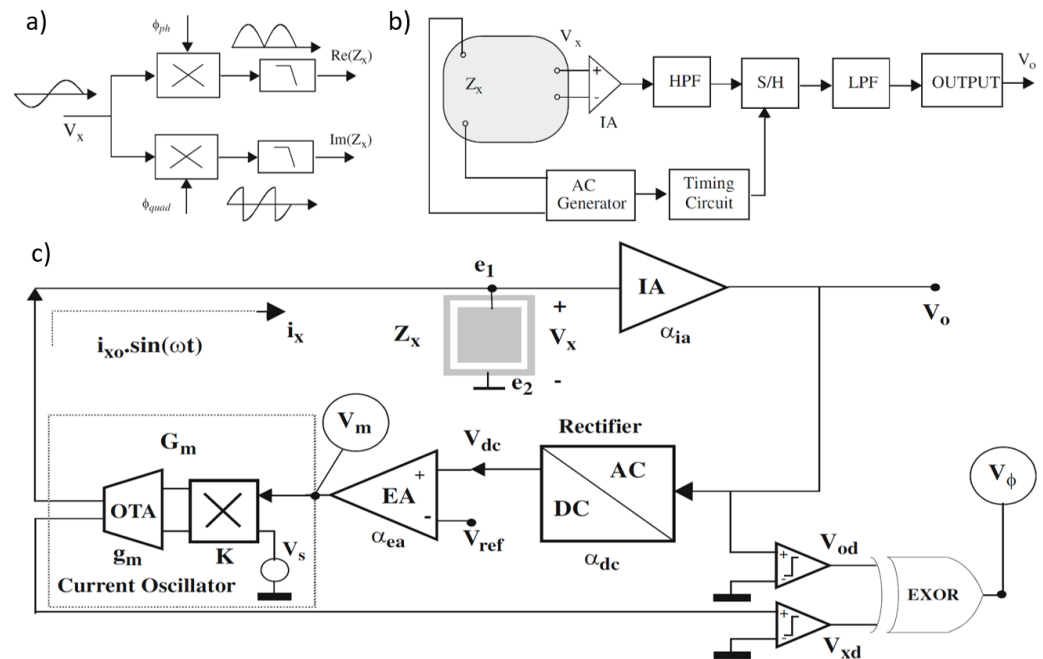 a)
ϕph
Re(Zx)
Vx
Im(Zx)
ϕquad
b)
Vx
Zx
+
-
IA
HPF
S/H
LPF
OUTPUT
Vo
AC
Generator
Timing
Circuit
c)
e1
IA
αia
Vo
ixo.sin(ωt)
ix
Zx
+
Vx
-
e2
Rectifier
Gm
Vm
Vdc
AC
DC
αdc
EA
+
-
αea
Vref
OTA
gm
K
Vs
Current Oscillator
Vϕ
+
-
Vod
EXOR
+
-
Vxd